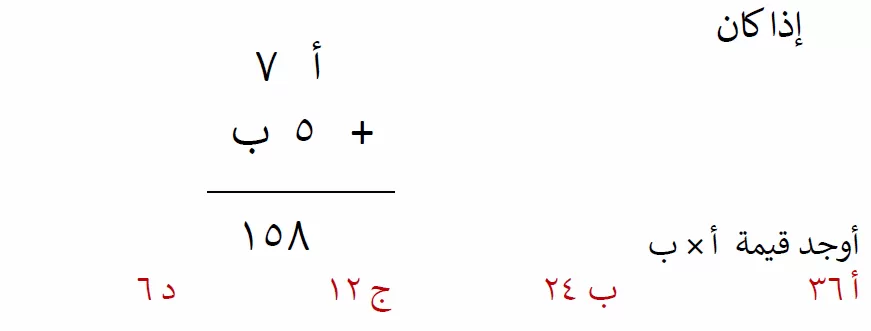 إذا كان
أ ٧
+ ٥ ب
١٥٨
أوجد قيمة أ × ب
أ ٣٦ ب ٢٤ ج ١٢ د ٦